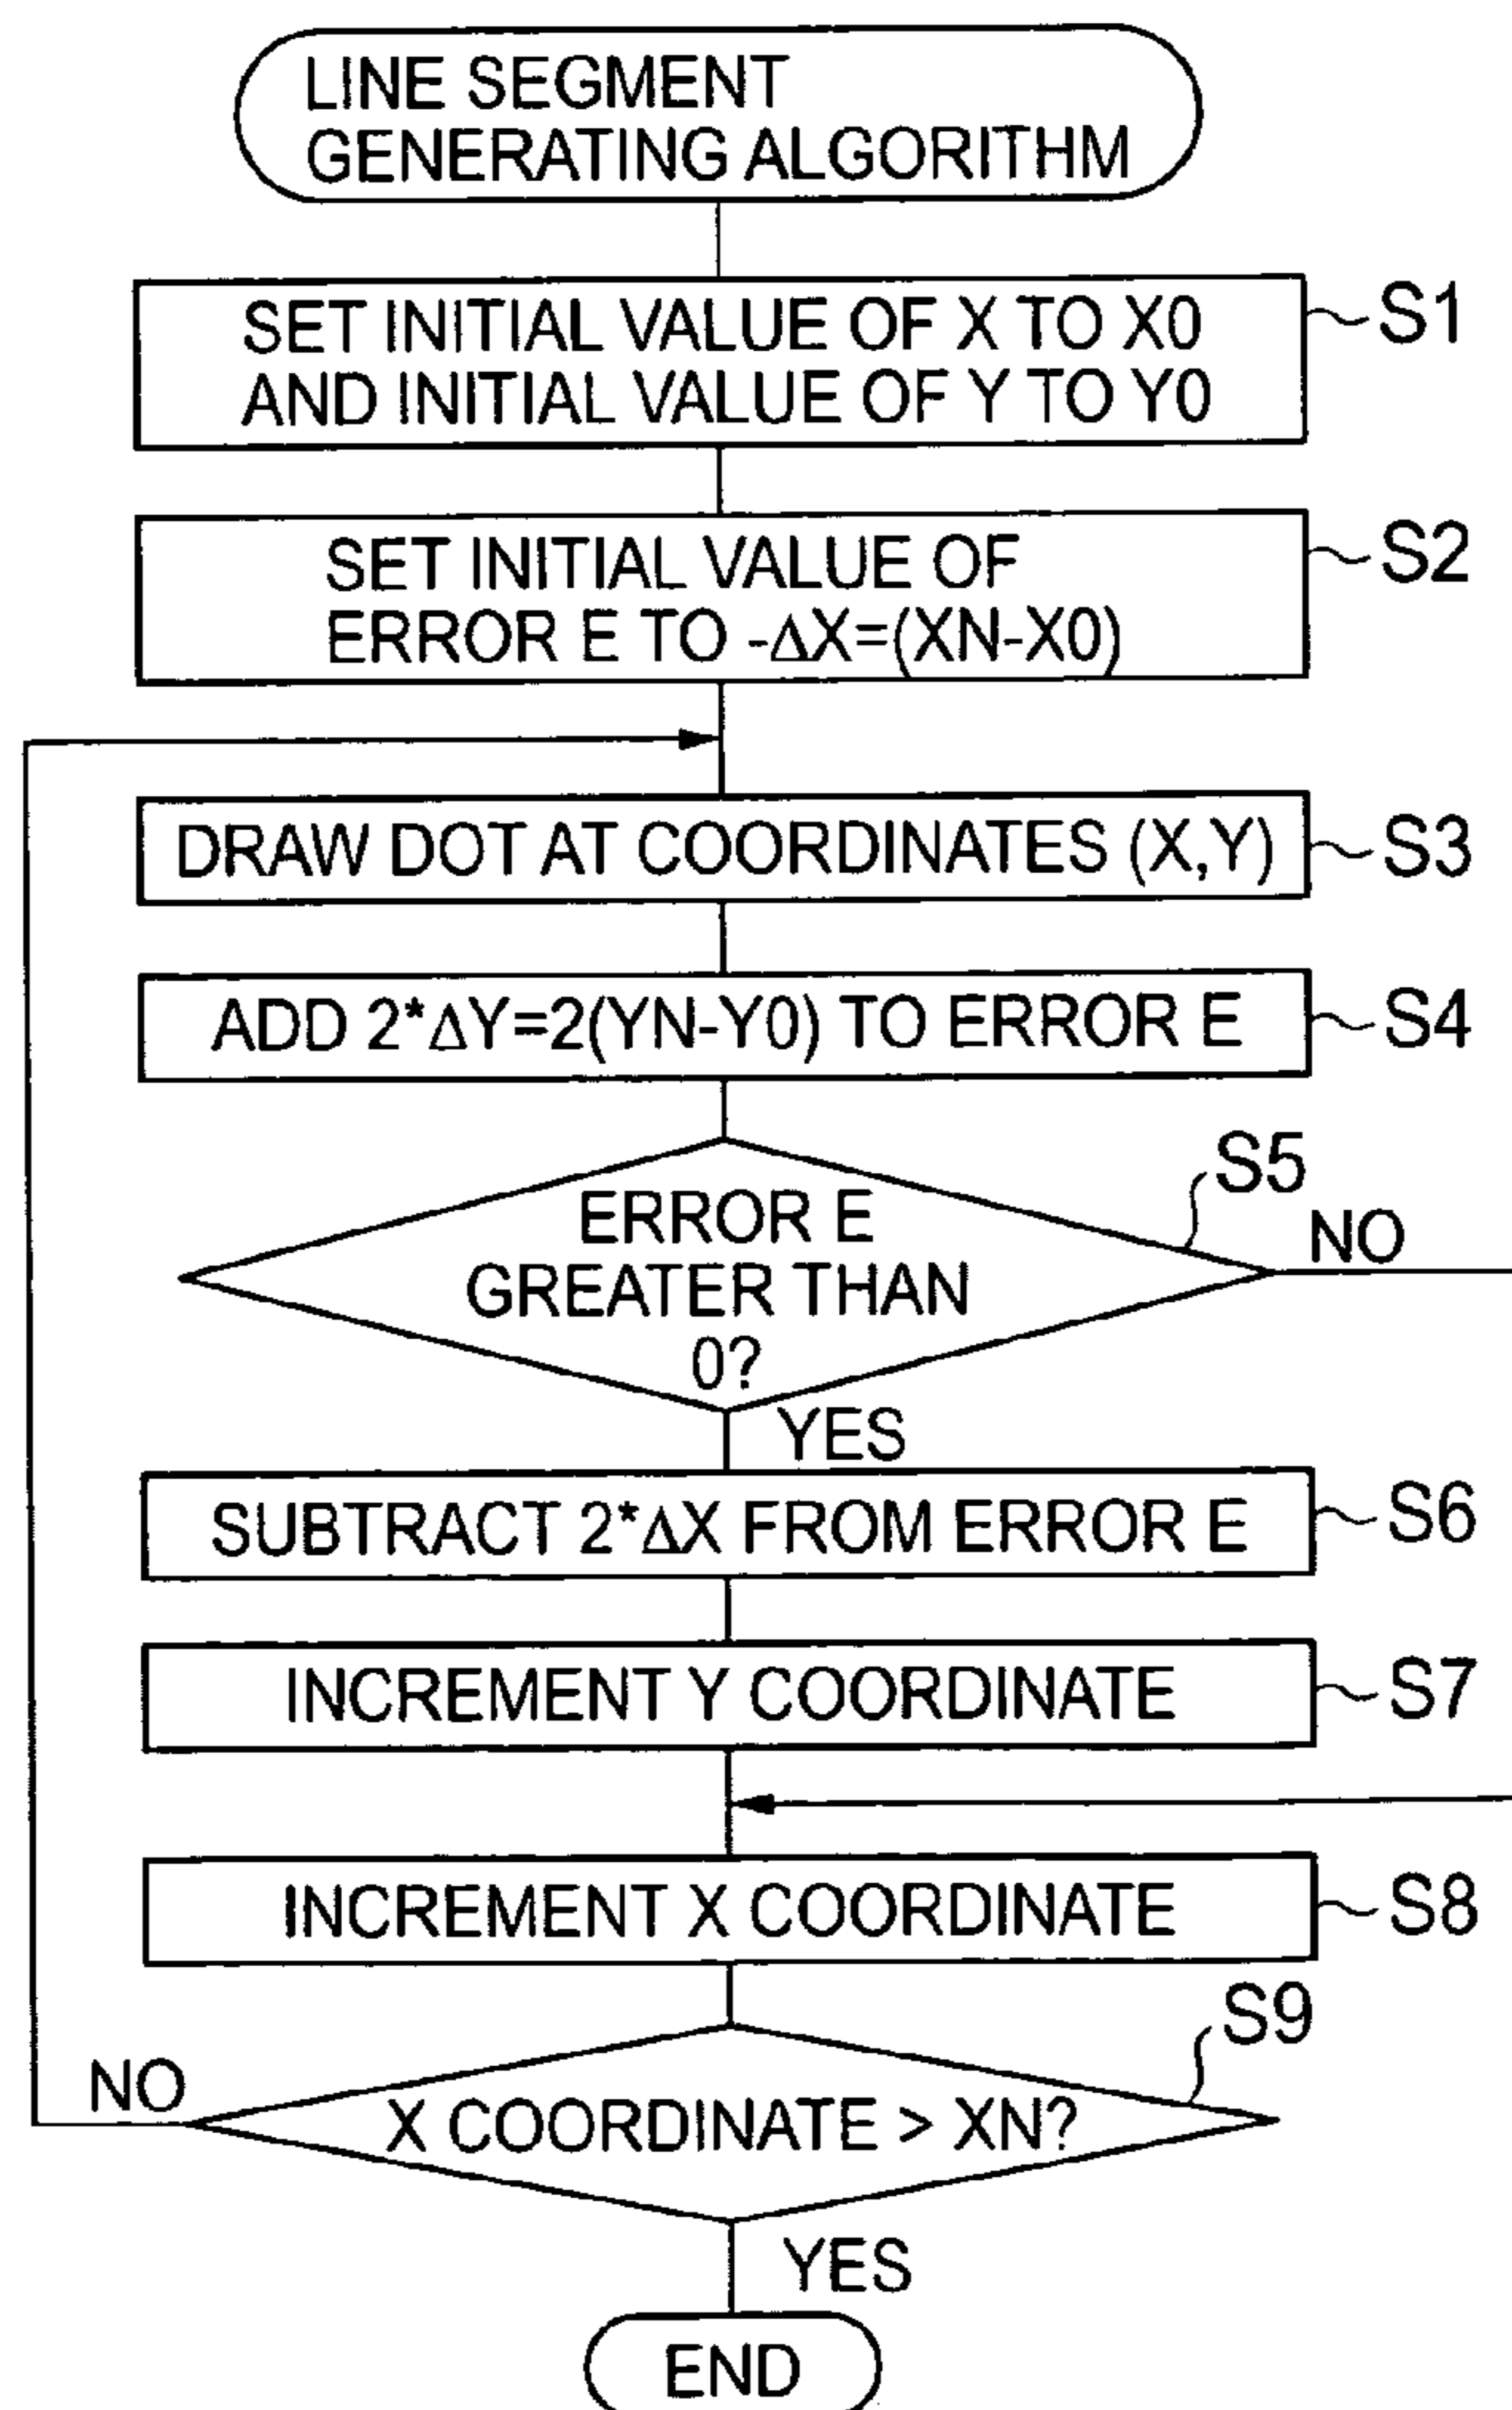 LINE SEGMENT
GENERATING ALGORITHM
SET INITIAL VALUE OF X TO X0
AND INITIAL VALUE OF Y TO Y0
S1
SET INITIAL VALUE OF
ERROR E TO -ΔX=(XN-X0)
S2
DRAW DOT AT COORDINATES (X,Y)
S3
ADD 2*ΔY=2(YN-Y0) TO ERROR E
S4
S5
ERROR E
GREATER THAN
0?
NO
YES
SUBTRACT 2*ΔX FROM ERROR E
S6
INCREMENT Y COORDINATE
S7
INCREMENT X COORDINATE
S8
S9
NO
X COORDINATE > XN?
YES
END